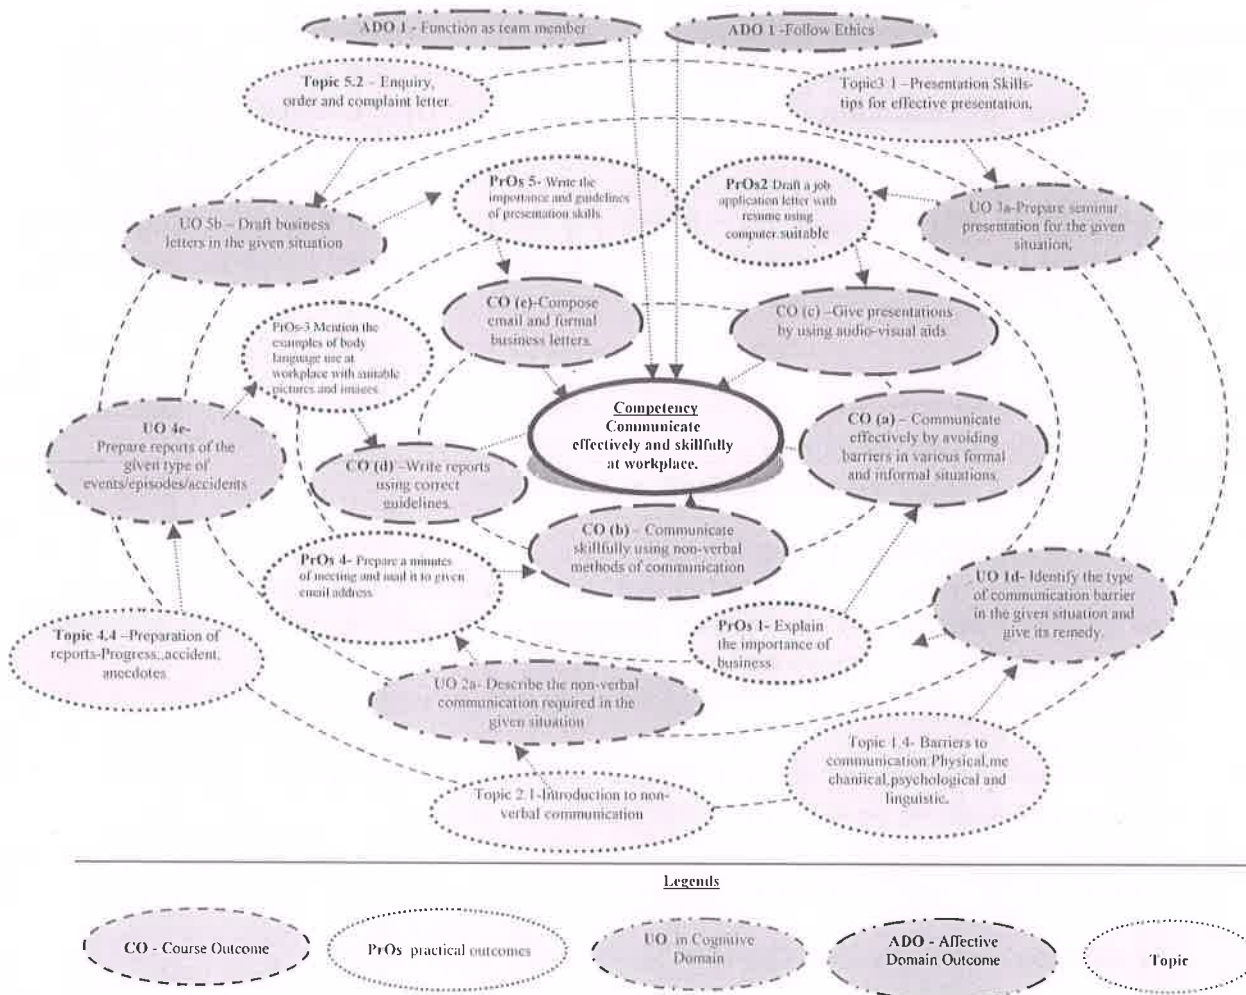 ADO 1 - Function as team member
ADO 1 -Follow Ethics
Topic 5.2 – Enquiry,
order and complaint letter.
Topic3 1 –Presentation Skills-
tips for effective presentation.
PrOs 5- Write the
importance and guidelines
of presentation skills.
PrOs2 Draft a job
application letter with
resume using
computer.suitable
UO 5b – Draft business
letters in the given situation
UO 3a-Prepare seminar
presentation for the given
situation.
CO (e)-Compose
email and formal
business letters.
CO (c) –Give presentations
by using audio-visual aids
PrOs-3 Mention the
examples of body
language use at
workplace with suitable
pictures and images
Competency
Communicate
effectively and skillfully
at workplace.
CO (a) – Communicate
effectively by avoiding
barriers in various formal
and informal situations.
UO 4e-
Prepare reports of the
given type of
events/episodes/accidents
CO (d) –Write reports
using correct
guidelines.
CO (b) – Communicate
skillfully using non-verbal
methods of communication
PrOs 4- Prepare a minutes
of meeting and mail it to given
email address
UO 1d- Identify the type
of communication barrier
in the given situation and
give its remedy.
PrOs 1- Explain
the importance of
business
Topic 4.4 –Preparation of
reports-Progress, accident,
anecdotes
UO 2a- Describe the non-verbal
communication required in the
given situation
Topic 1.4- Barriers to
communication.Physical,me
chaniical,psychological and
linguistic.
Topic 2.1-Introduction to non-
verbal communication
Legends
CO - Course Outcome
PrOs practical outcomes
UO in Cognitive
Domain
ADO - Affective
Domain Outcome
Topic